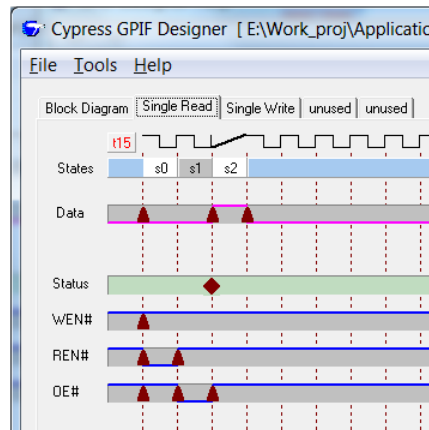 Cypress GPIF Designer [ E:\Work_proj\Applicatio
File Tools Help
Block Diagram Single Read Single Write unused unused
t15
States s0 s1 s2
Data
Status
WEN#
REN#
OE#